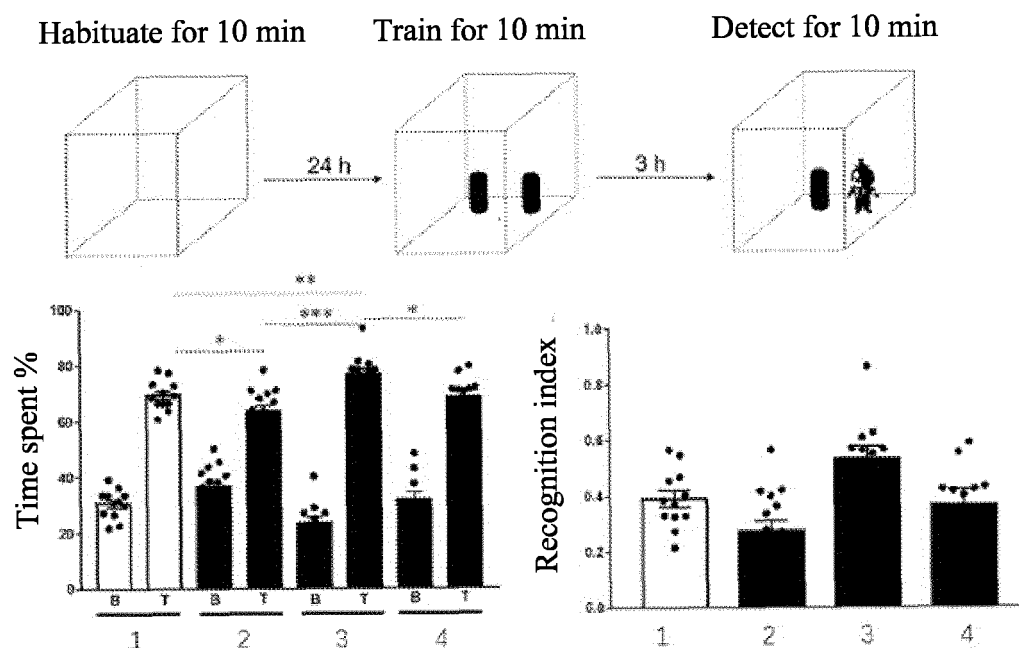 Habituate for 10 min
Train for 10 min
Detect for 10 min
24 h
3 h
**
***
*
*
Time spent %
100
80
60
40
20
0
B T B T B T B T
1 2 3 4
Recognition index
1.0
0.8
0.6
0.4
0.2
0.0
1 2 3 4